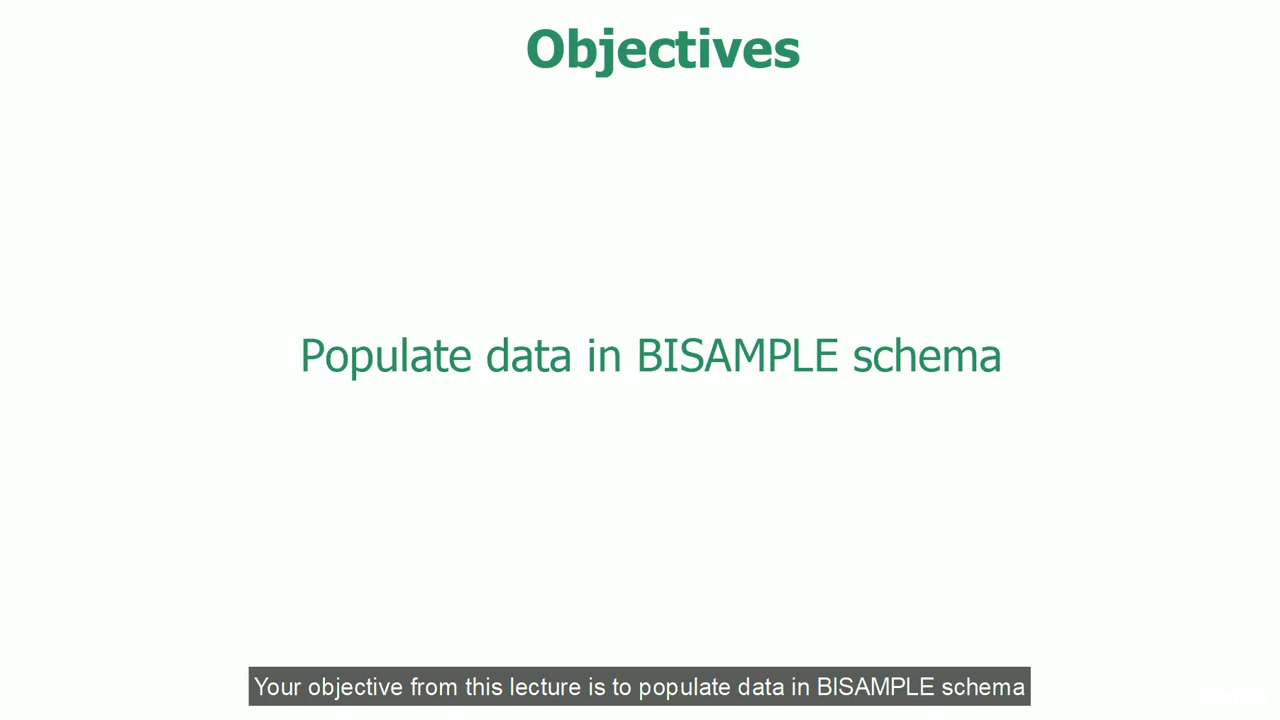 Objectives
Populate data in BISAMPLE schema
Your objective from this lecture is to populate data in BISAMPLE schema